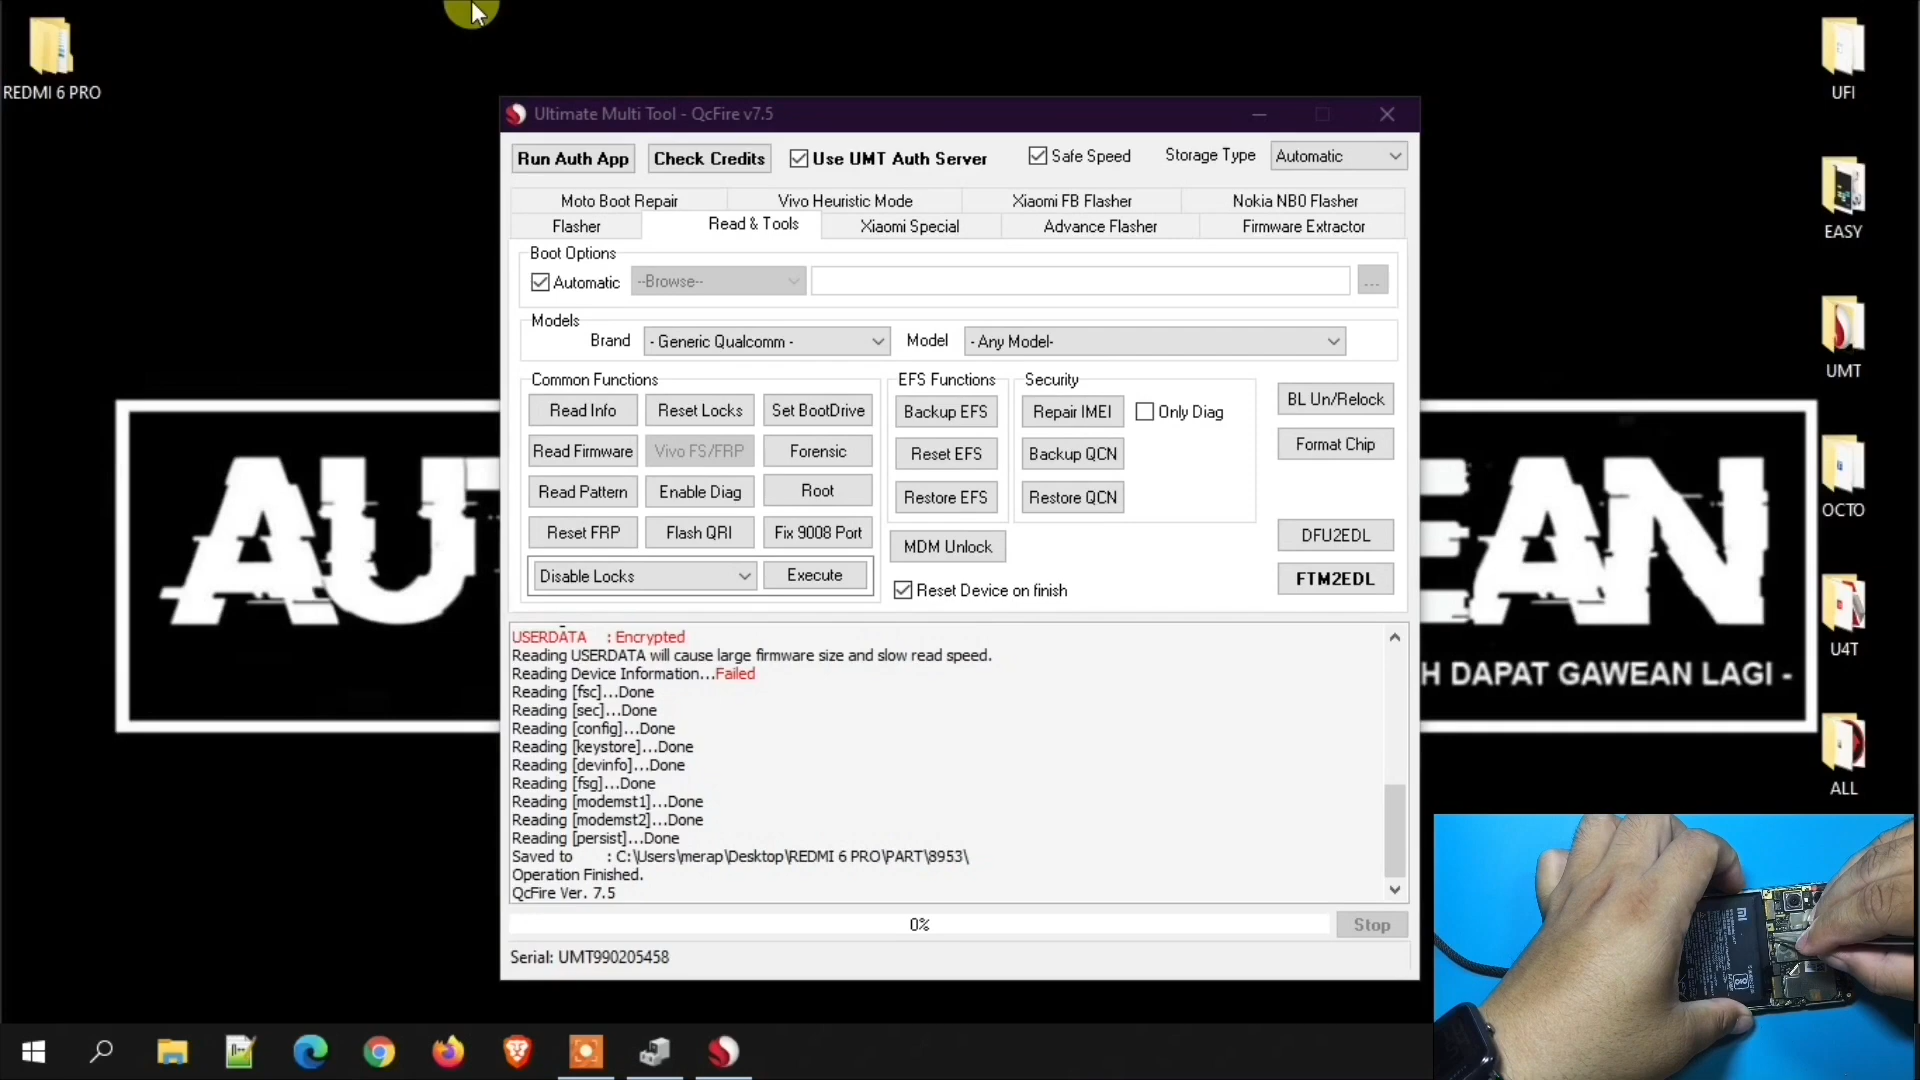 REDMI 6 PRO
Ultimate Multi Tool - QcFire v7.5
Run Auth App
Check Credits
Use UMT Auth Server
Safe Speed
Storage Type
Automatic
Moto Boot Repair
Vivo Heuristic Mode
Xiaomi FB Flasher
Nokia NB0 Flasher
Flasher
Read & Tools
Xiaomi Special
Advance Flasher
Firmware Extractor
Boot Options
Automatic
--Browse--
...
Models
Brand
- Generic Qualcomm -
Model
- Any Model-
Common Functions
Read Info
Reset Locks
Set BootDrive
Read Firmware
Vivo FS/FRP
Forensic
Read Pattern
Enable Diag
Root
Reset FRP
Flash QRI
Fix 9008 Port
Disable Locks
Execute
EFS Functions
Backup EFS
Reset EFS
Restore EFS
MDM Unlock
Reset Device on finish
Security
Repair IMEI
Only Diag
Backup QCN
Restore QCN
BL Un/Relock
Format Chip
DFU2EDL
FTM2EDL
USERDATA : Encrypted
Reading USERDATA will cause large firmware size and slow read speed.
Reading Device Information...Failed
Reading [fsc]...Done
Reading [sec]...Done
Reading [config]...Done
Reading [keystore]...Done
Reading [devinfo]...Done
Reading [fsg]...Done
Reading [modemst1]...Done
Reading [modemst2]...Done
Reading [persist]...Done
Saved to : C:\Users\merap\Desktop\REDMI 6 PRO\PART\8953\
Operation Finished.
QcFire Ver. 7.5
0%
Stop
Serial: UMT990205458
UFI
EASY
UMT
OCTO
U4T
ALL
AU
EAN
H DAPAT GAWEAN LAGI -
mi